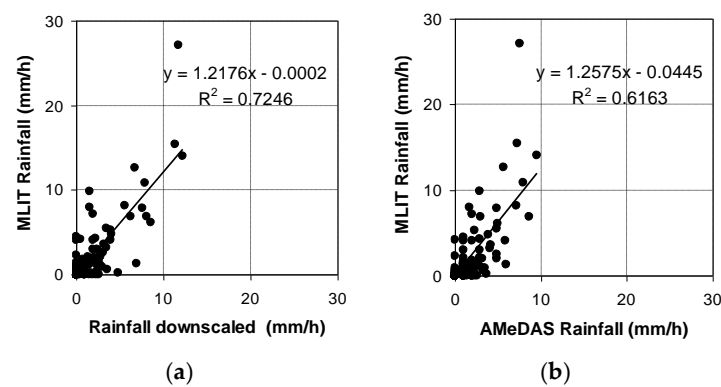 30
20
10
0
MLIT Rainfall (mm/h)
y = 1.2176x - 0.0002
R² = 0.7246
0 10 20 30
Rainfall downscaled (mm/h)
(a)
30
20
10
0
MLIT Rainfall (mm/h)
y = 1.2575x - 0.0445
R² = 0.6163
0 10 20 30
AMeDAS Rainfall (mm/h)
(b)